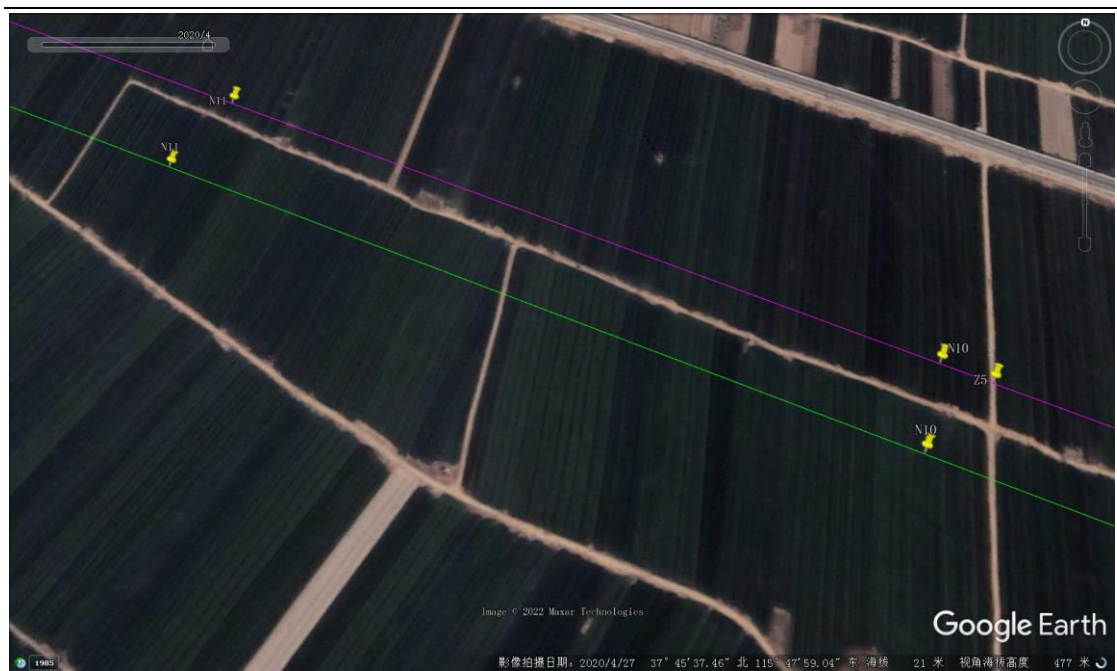 2020/4
N
N11
N11
N10
Z5
N10
Image © 2022 Maxar Technologies
Google Earth
1985
影像拍摄日期: 2020/4/27 37°45'37.46" 北 115°47'59.04" 东 海拔 21 米 视角海拔高度 477 米